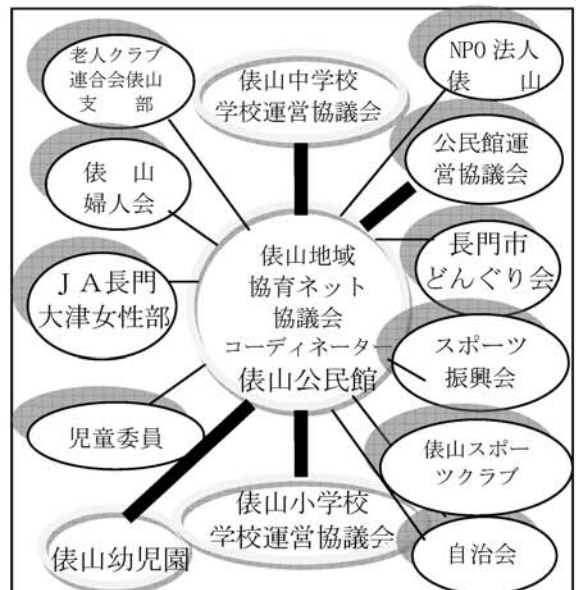 老人クラブ
連合会俵山
支　部
俵山中学校
学校運営協議会
NPO法人
俵　山
公民館運
営協議会
俵　山
婦人会
長門市
どんぐり会
ＪＡ長門
大津女性部
俵山地域
協育ネット
協議会
コーディネーター
俵山公民館
スポーツ
振興会
児童委員
俵山スポー
ツクラブ
俵山小学校
学校運営協議会
俵山幼児園
自治会